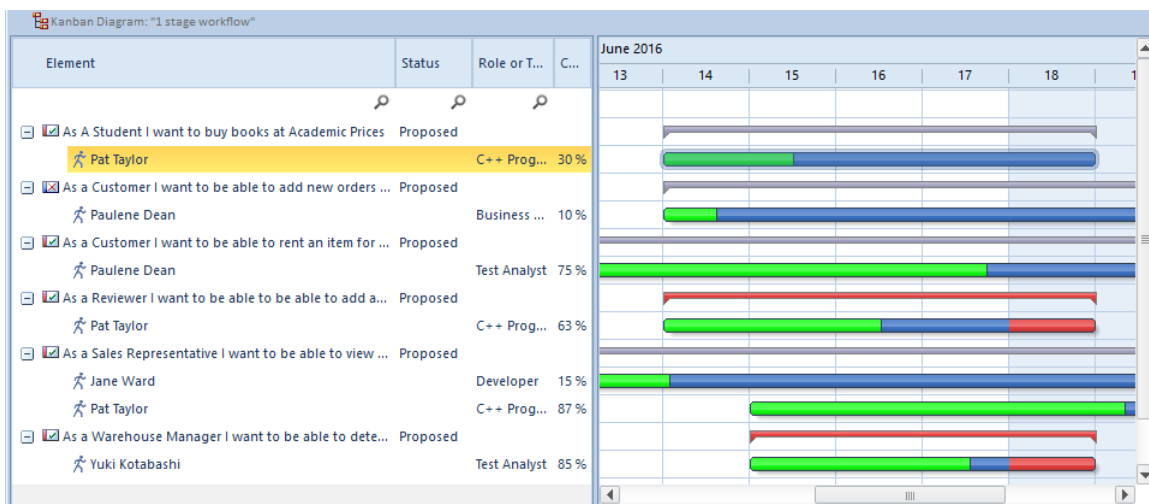 Kanban Diagram: "1 stage workflow"
Element Status Role or T... C... June 2016
13 14 15 16 17 18 1
As A Student I want to buy books at Academic Prices Proposed
Pat Taylor C++ Prog... 30 %
As a Customer I want to be able to add new orders ... Proposed
Paulene Dean Business ... 10 %
As a Customer I want to be able to rent an item for ... Proposed
Paulene Dean Test Analyst 75 %
As a Reviewer I want to be able to be able to add a... Proposed
Pat Taylor C++ Prog... 63 %
As a Sales Representative I want to be able to view ... Proposed
Jane Ward Developer 15 %
Pat Taylor C++ Prog... 87 %
As a Warehouse Manager I want to be able to dete... Proposed
Yuki Kotabashi Test Analyst 85 %